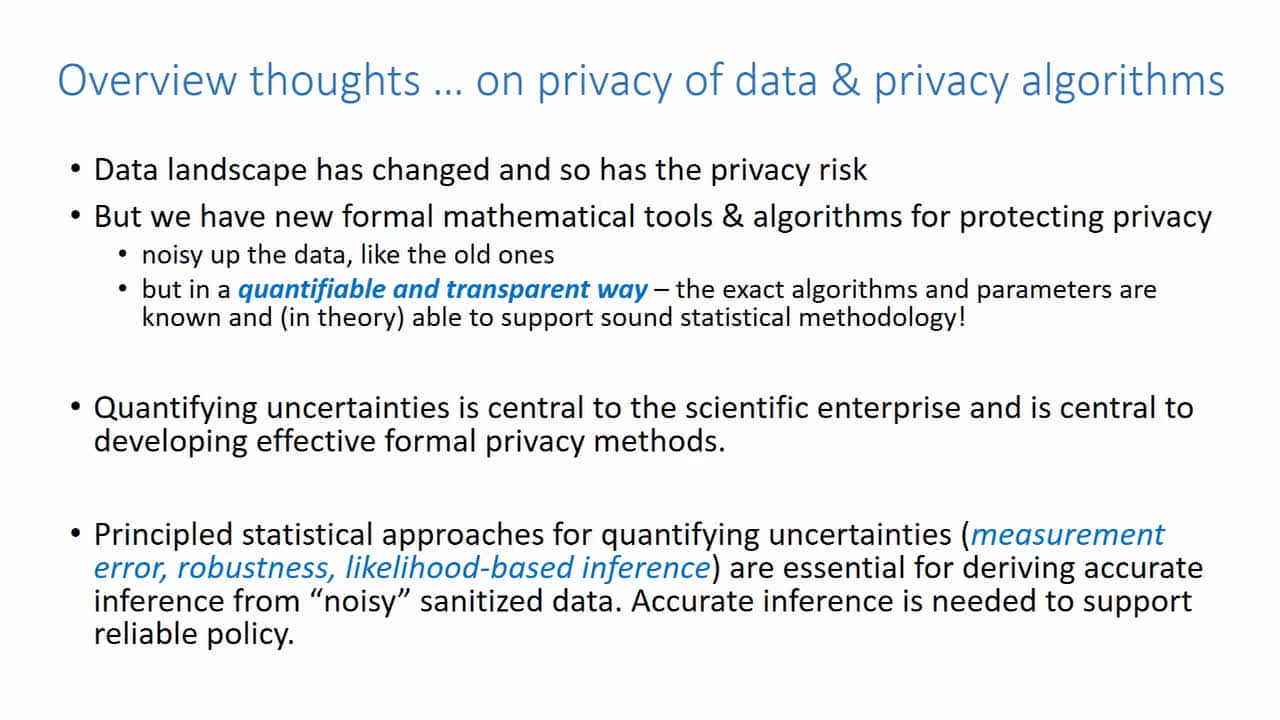 Overview thoughts … on privacy of data & privacy algorithms
• Data landscape has changed and so has the privacy risk
• But we have new formal mathematical tools & algorithms for protecting privacy
• noisy up the data, like the old ones
• but in a quantifiable and transparent way – the exact algorithms and parameters are
known and (in theory) able to support sound statistical methodology!
• Quantifying uncertainties is central to the scientific enterprise and is central to
developing effective formal privacy methods.
• Principled statistical approaches for quantifying uncertainties (measurement
error, robustness, likelihood-based inference) are essential for deriving accurate
inference from “noisy” sanitized data. Accurate inference is needed to support
reliable policy.